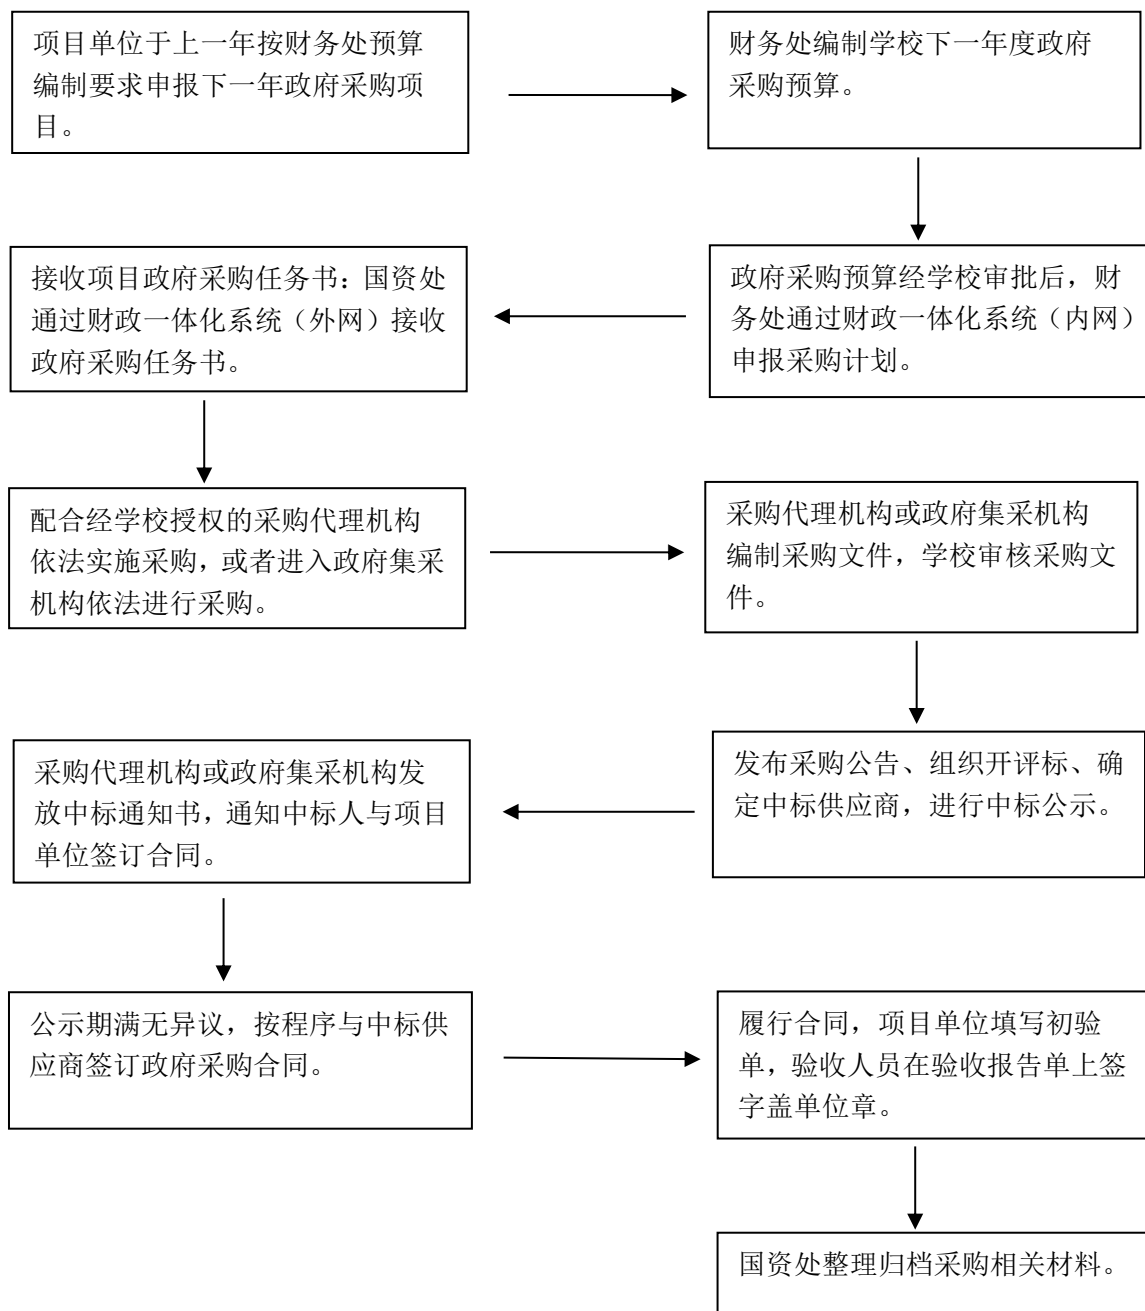 项目单位于上一年按财务处预算
编制要求申报下一年政府采购项
目。
财务处编制学校下一年度政府
采购预算。
政府采购预算经学校审批后，财
务处通过财政一体化系统（内网）
申报采购计划。
接收项目政府采购任务书：国资处
通过财政一体化系统（外网）接收
政府采购任务书。
配合经学校授权的采购代理机构
依法实施采购，或者进入政府集采
机构依法进行采购。
采购代理机构或政府集采机构
编制采购文件，学校审核采购文
件。
发布采购公告、组织开评标、确
定中标供应商，进行中标公示。
采购代理机构或政府集采机构发
放中标通知书，通知中标人与项目
单位签订合同。
公示期满无异议，按程序与中标供
应商签订政府采购合同。
履行合同，项目单位填写初验
单，验收人员在验收报告单上签
字盖单位章。
国资处整理归档采购相关材料。